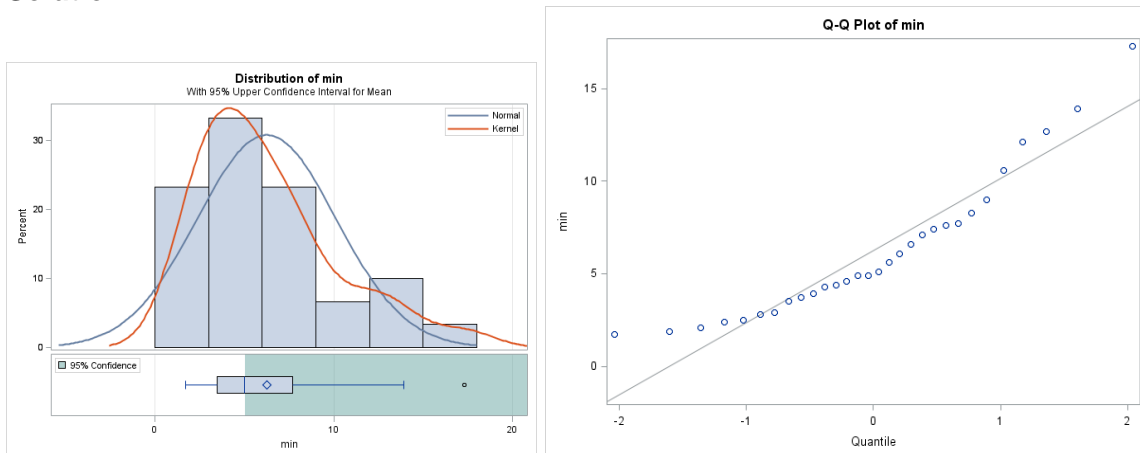 Distribution of min
With 95% Upper Confidence Interval for Mean
Normal
Kernel
30
20
10
0
Percent
95% Confidence
0
10
20
min
Q-Q Plot of min
15
10
5
0
min
-2
-1
0
1
2
Quantile